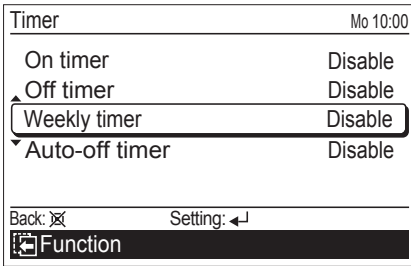 Timer Mo 10:00
On timer Disable
Off timer Disable
Weekly timer Disable
Auto-off timer Disable
Back: Setting:
Function